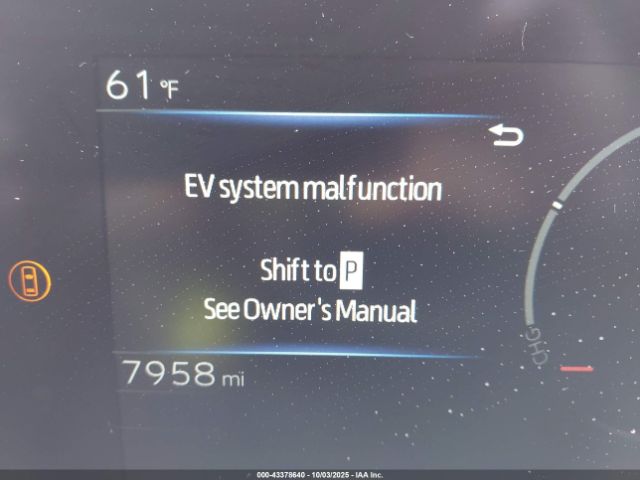 61 °F
EV system malfunction
Shift to P
See Owner's Manual
7958 mi
CHG
000-43378640 - 10/03/2025 - IAA Inc.